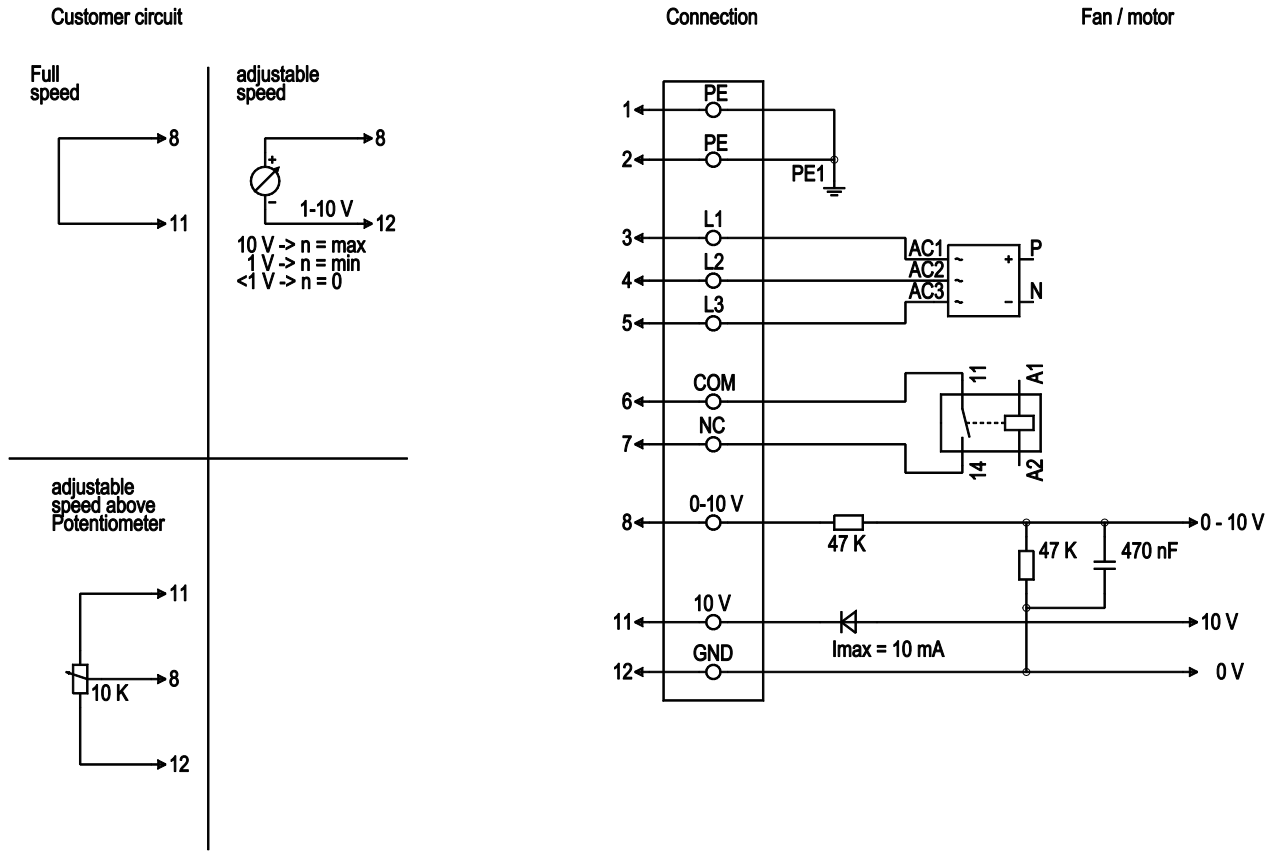 Customer circuit
Connection
Fan / motor
Full
speed
8
11
adjustable
speed
8
+
−
1-10 V
12
10 V -> n = max
1 V -> n = min
<1 V -> n = 0
adjustable
speed above
Potentiometer
11
8
10 K
12
1
PE
2
PE
PE1
3
L1
4
L2
5
L3
AC1
AC2
AC3
~
~
~
+
−
P
N
6
COM
7
NC
11
14
A1
A2
8
0-10 V
47 K
47 K
470 nF
0 - 10 V
11
10 V
Imax = 10 mA
10 V
12
GND
0 V